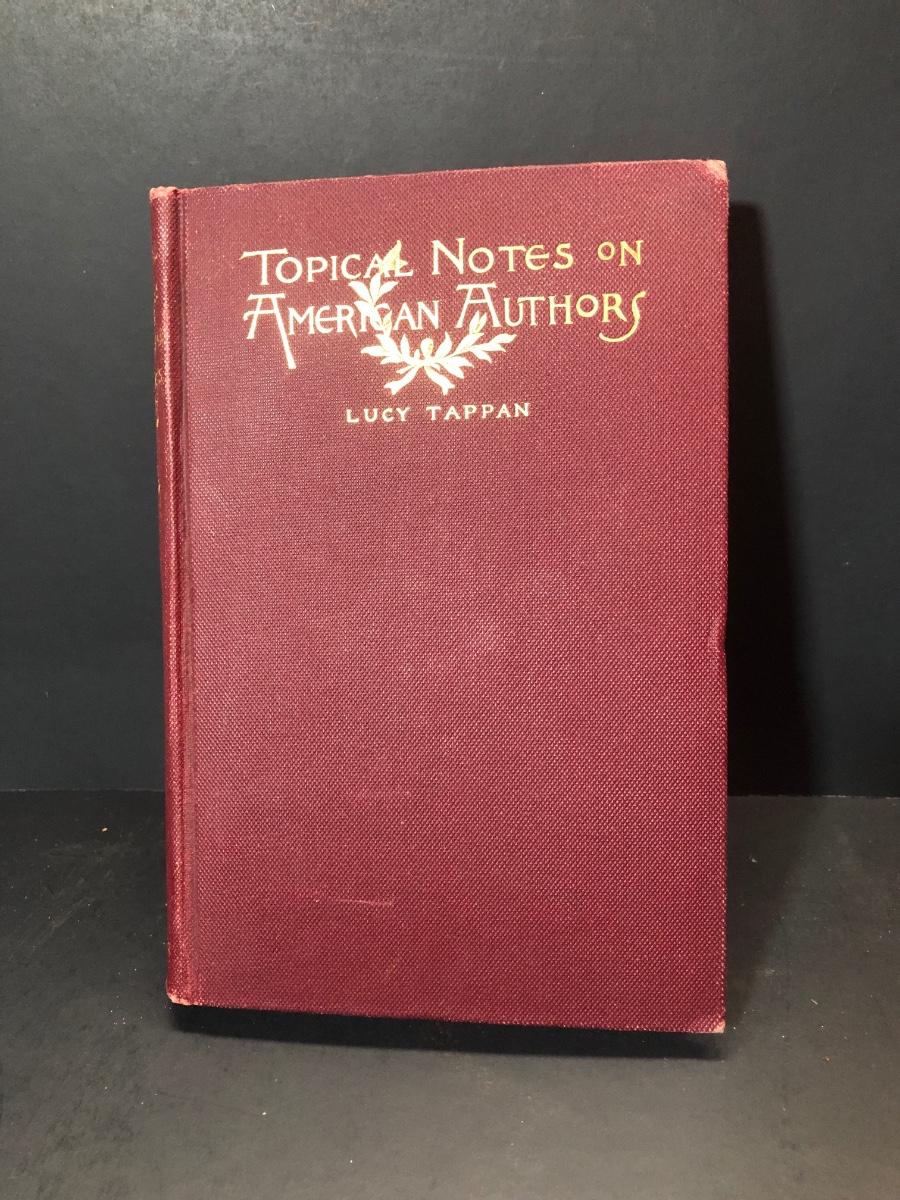 Topical Notes on
American Authors
LUCY TAPPAN